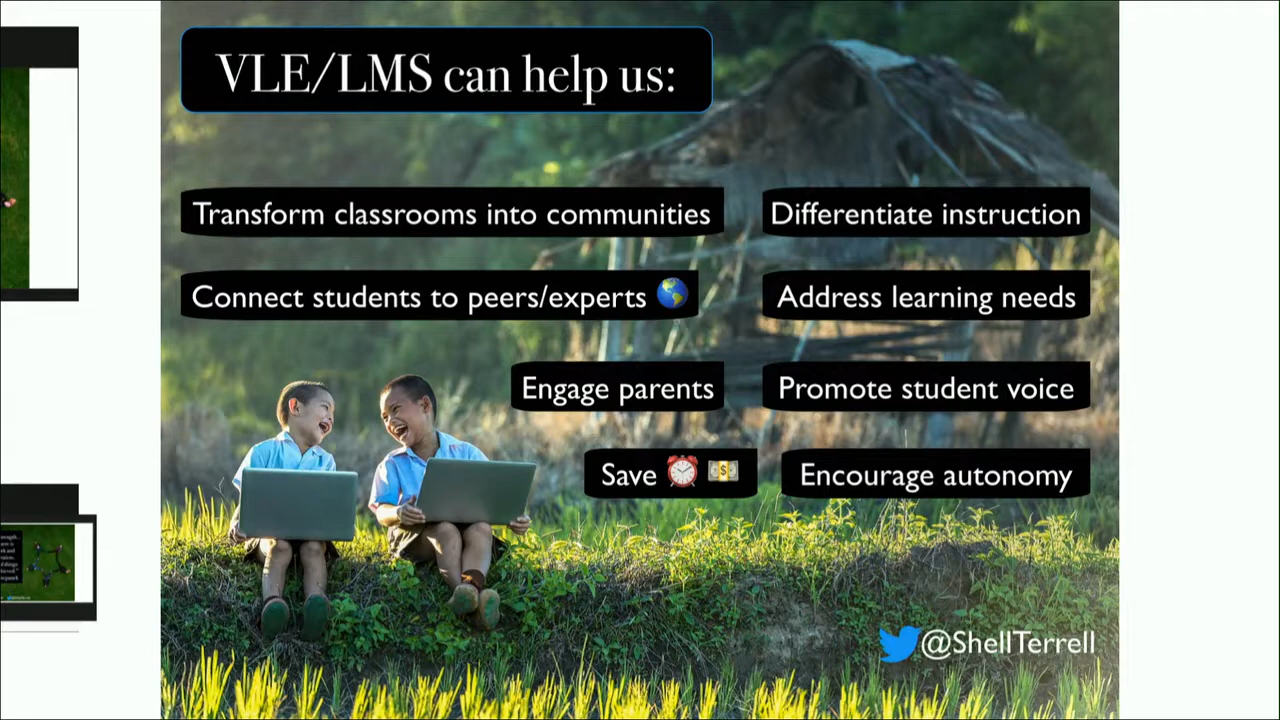 VLE/LMS can help us:
Transform classrooms into communities
Differentiate instruction
Connect students to peers/experts 🌎
Address learning needs
Engage parents
Promote student voice
Save ⏰ 💵
Encourage autonomy
@ShellTerrell